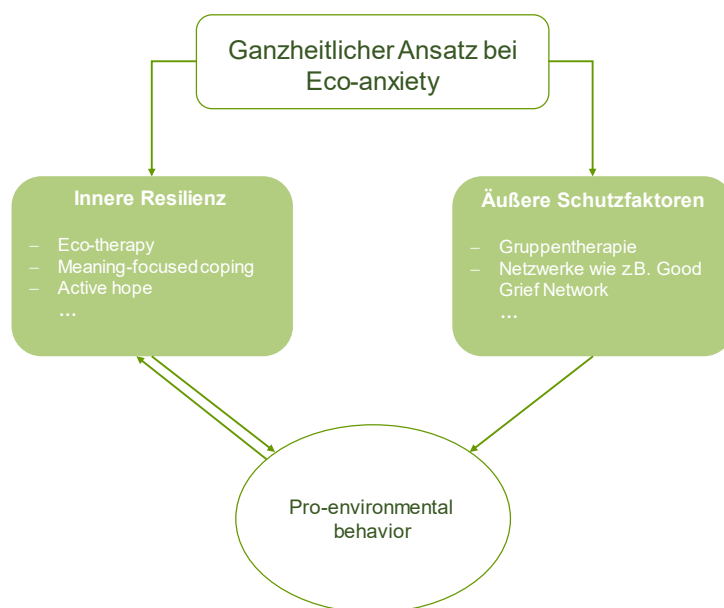 Ganzheitlicher Ansatz bei
Eco-anxiety
Innere Resilienz
– Eco-therapy
– Meaning-focused coping
– Active hope
...
Äußere Schutzfaktoren
– Gruppentherapie
– Netzwerke wie z.B. Good
Grief Network
...
Pro-environmental
behavior